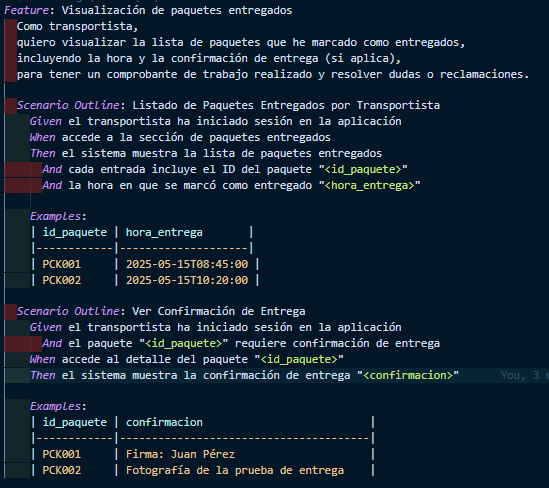 Feature: Visualización de paquetes entregados
Como transportista,
quiero visualizar la lista de paquetes que he marcado como entregados,
incluyendo la hora y la confirmación de entrega (si aplica),
para tener un comprobante de trabajo realizado y resolver dudas o reclamaciones.
Scenario Outline: Listado de Paquetes Entregados por Transportista
Given el transportista ha iniciado sesión en la aplicación
When accede a la sección de paquetes entregados
Then el sistema muestra la lista de paquetes entregados
And cada entrada incluye el ID del paquete "<id_paquete>"
And la hora en que se marcó como entregado "<hora_entrega>"
Examples:
| id_paquete | hora_entrega |
|------------|--------------------|
| PCK001 | 2025-05-15T08:45:00 |
| PCK002 | 2025-05-15T10:20:00 |
Scenario Outline: Ver Confirmación de Entrega
Given el transportista ha iniciado sesión en la aplicación
And el paquete "<id_paquete>" requiere confirmación de entrega
When accede al detalle del paquete "<id_paquete>"
Then el sistema muestra la confirmación de entrega "<confirmacion>" You, 3 m
Examples:
| id_paquete | confirmacion |
|------------|---------------------------------------|
| PCK001 | Firma: Juan Pérez |
| PCK002 | Fotografía de la prueba de entrega |